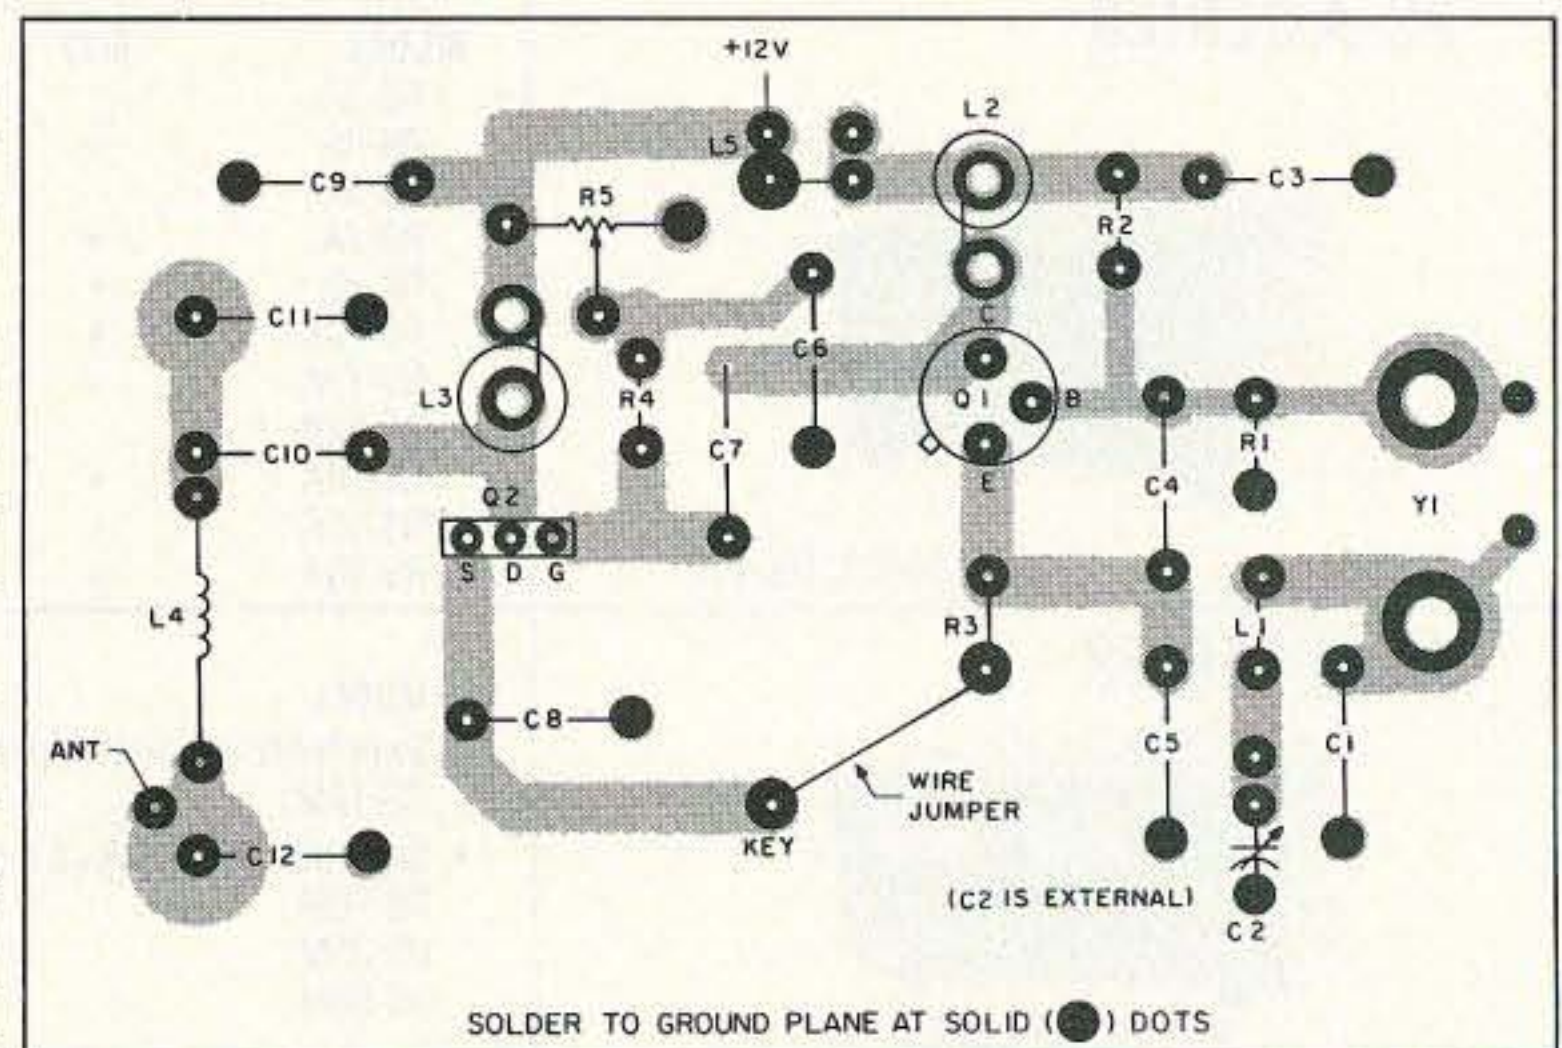 +12V
L2
L5
C9
R5
C3
R2
C11
C
C6
L3
R4
Q1
B
C10
C7
R1
Q2
E
C4
Y1
S D G
L4
R3
L1
C8
ANT
C5
C1
WIRE
JUMPER
KEY
C12
(C2 IS EXTERNAL)
C2
SOLDER TO GROUND PLANE AT SOLID ( ) DOTS